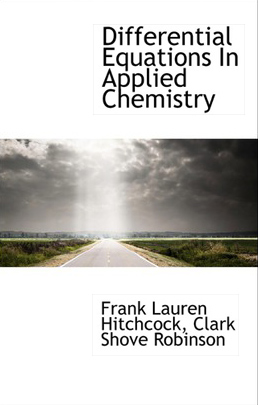 Differential
Equations In
Applied
Chemistry
Frank Lauren
Hitchcock, Clark
Shove Robinson